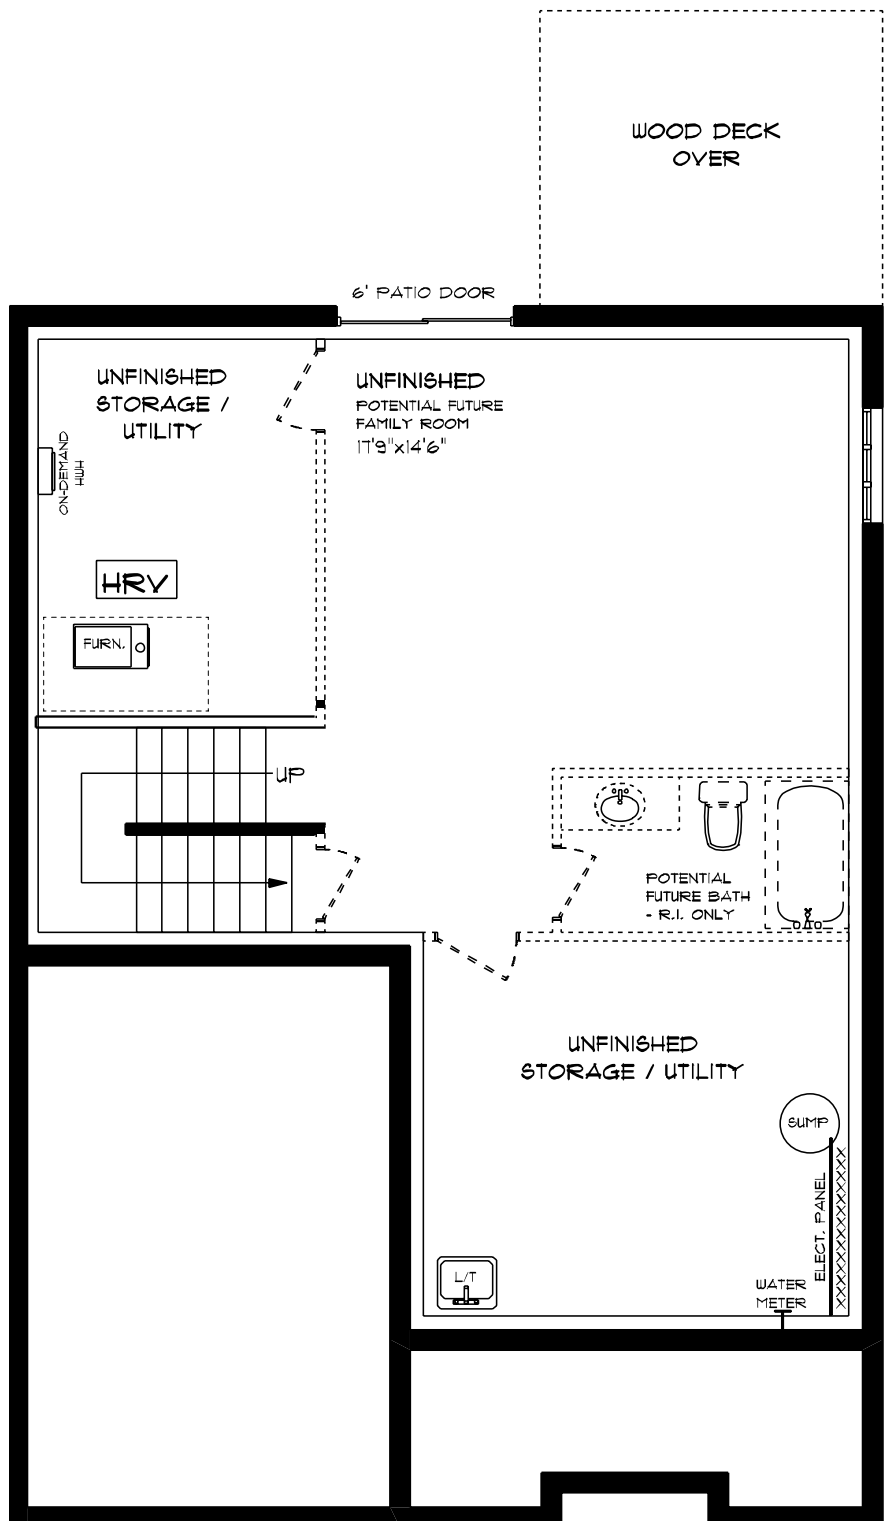 WOOD DECK
OVER
6' PATIO DOOR
UNFINISHED
STORAGE /
UTILITY
UNFINISHED
POTENTIAL FUTURE
FAMILY ROOM
17'9"x14'6"
ON-DEMAND
HWH
HRV
FURN.
UP
POTENTIAL
FUTURE BATH
- R.I. ONLY
UNFINISHED
STORAGE / UTILITY
SUMP
ELECT. PANEL
L/T
WATER
METER